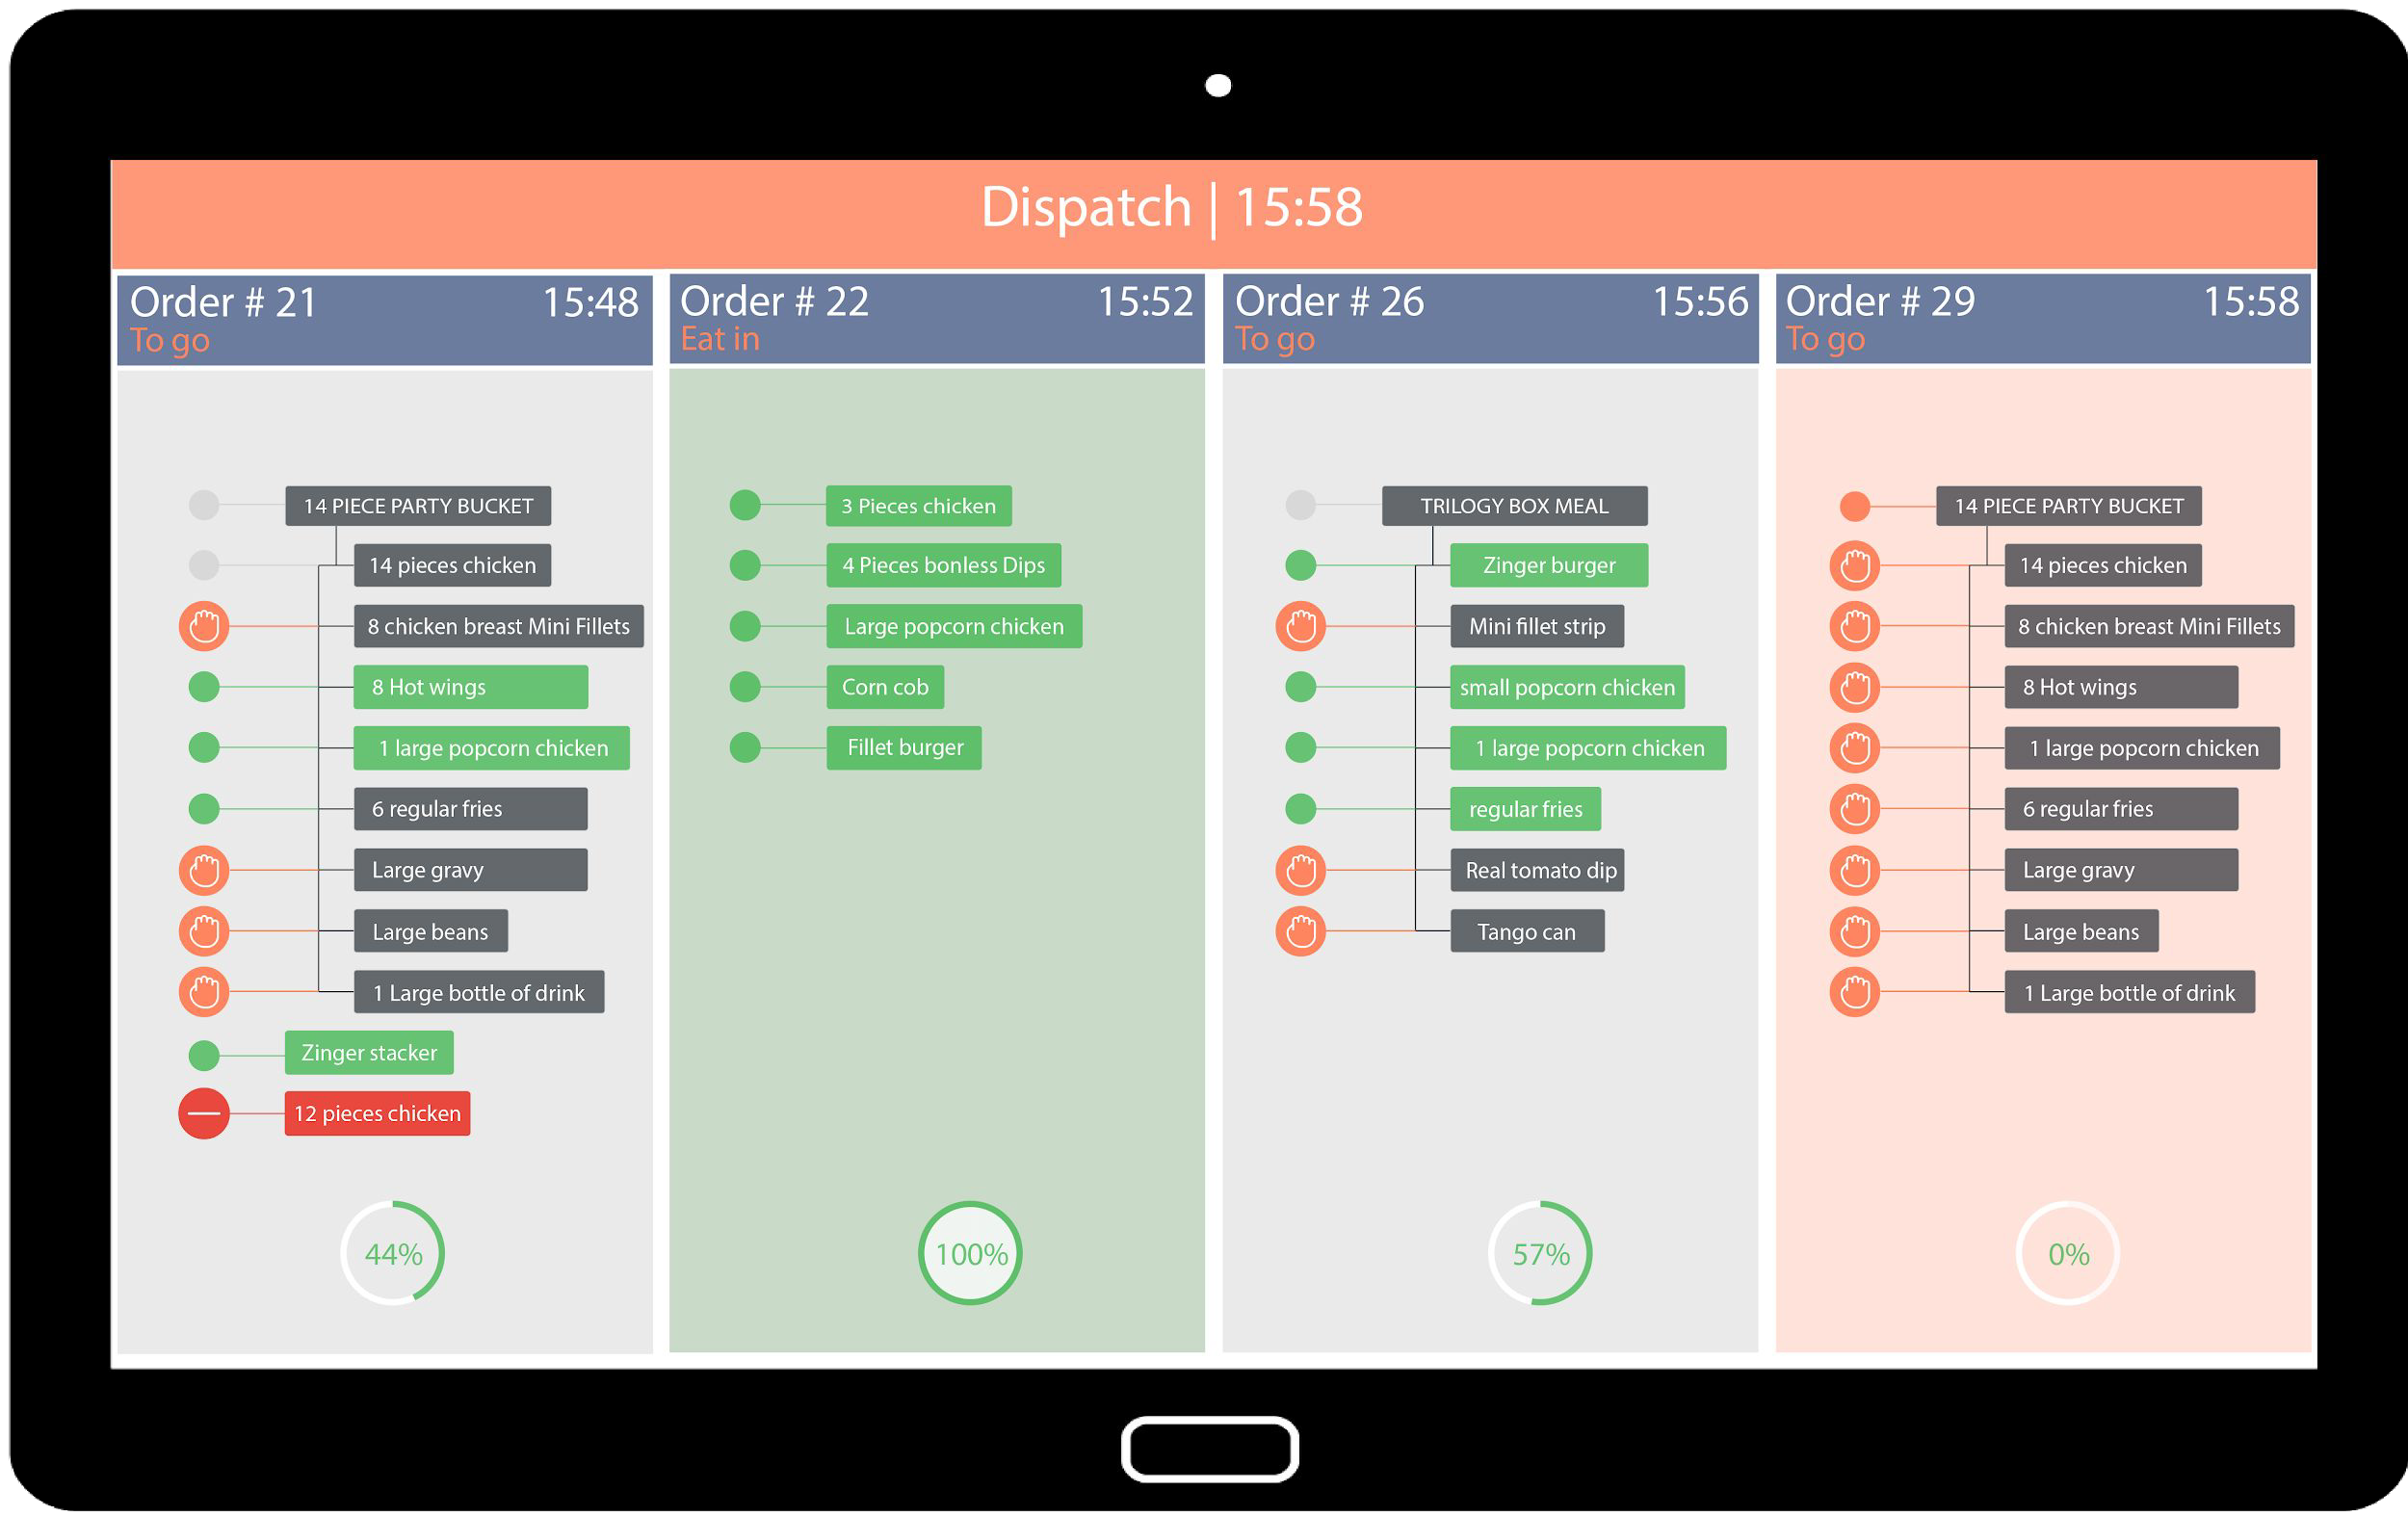 Dispatch | 15:58
Order # 21 15:48
To go
14 PIECE PARTY BUCKET
14 pieces chicken
8 chicken breast Mini Fillets
8 Hot wings
1 large popcorn chicken
6 regular fries
Large gravy
Large beans
1 Large bottle of drink
Zinger stacker
12 pieces chicken
44%
Order # 22 15:52
Eat in
3 Pieces chicken
4 Pieces bonless Dips
Large popcorn chicken
Corn cob
Fillet burger
100%
Order # 26 15:56
To go
TRILOGY BOX MEAL
Zinger burger
Mini fillet strip
small popcorn chicken
1 large popcorn chicken
regular fries
Real tomato dip
Tango can
57%
Order # 29 15:58
To go
14 PIECE PARTY BUCKET
14 pieces chicken
8 chicken breast Mini Fillets
8 Hot wings
1 large popcorn chicken
6 regular fries
Large gravy
Large beans
1 Large bottle of drink
0%